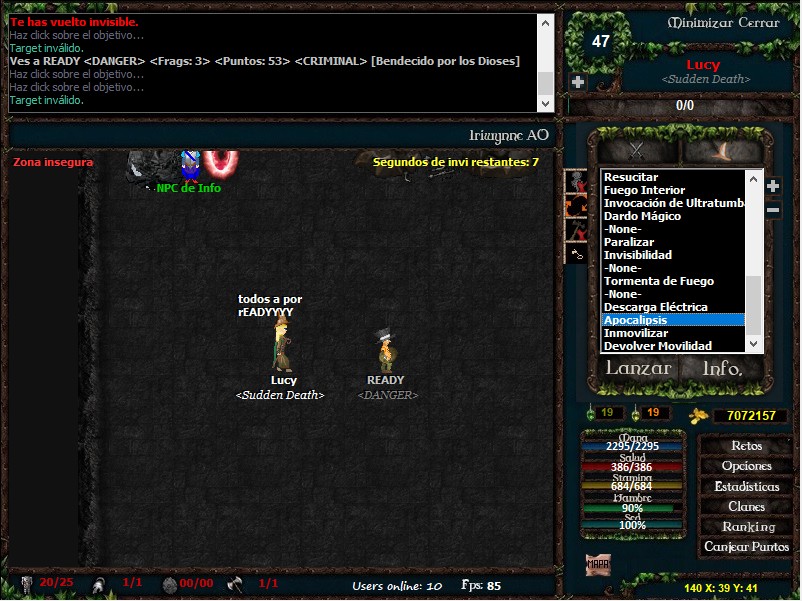 Te has vuelto invisible.
Haz click sobre el objetivo...
Target inválido.
Ves a READY <DANGER> <Frags: 3> <Puntos: 53> <CRIMINAL> [Bendecido por los Dioses]
Haz click sobre el objetivo...
Haz click sobre el objetivo...
Target inválido.
47
Minimizar Cerrar
Lucy
<Sudden Death>
0/0
Iriwynne AO
Zona insegura
Segundos de invi restantes: 7
NPC de Info
todos a por
rEADYYYY
Lucy
<Sudden Death>
READY
<DANGER>
Resucitar
Fuego Interior
Invocación de Ultratumba
Dardo Mágico
-None-
Paralizar
Invisibilidad
-None-
Tormenta de Fuego
-None-
Descarga Eléctrica
Apocalipsis
Inmovilizar
Devolver Movilidad
Lanzar
Info.
19
19
7072157
Mana
2295/2295
Salud
386/386
Stamina
684/684
Hambre
90%
Sed
100%
Retos
Opciones
Estadisticas
Clanes
Ranking
Canjear Puntos
MAPA
20/25
1/1
00/00
1/1
Users online: 10
Fps: 85
140 X: 39 Y: 41